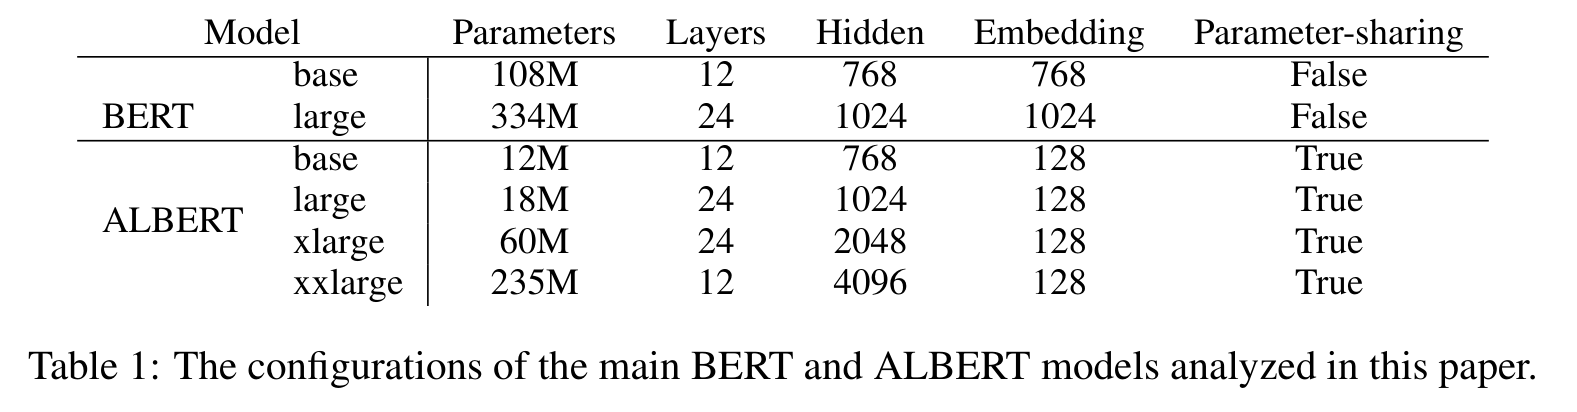 Model Parameters Layers Hidden Embedding Parameter-sharing
base 108M 12 768 768 False
BERT large 334M 24 1024 1024 False
base 12M 12 768 128 True
large 18M 24 1024 128 True
ALBERT
xlarge 60M 24 2048 128 True
xxlarge 235M 12 4096 128 True
Table 1: The configurations of the main BERT and ALBERT models analyzed in this paper.